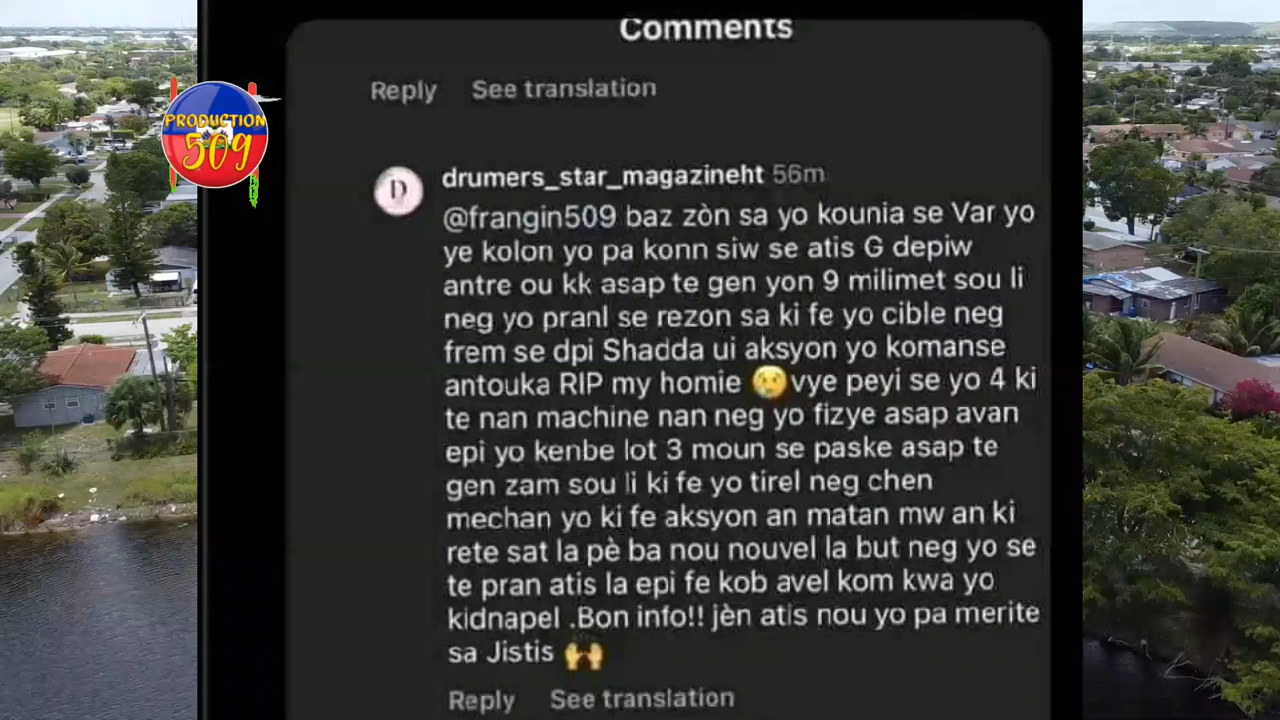 Comments
Reply See translation
PRODUCTION
509
D
drumers_star_magazineht 56m
@frangin509 baz zòn sa yo kounia se Var yo
ye kolon yo pa konn siw se atis G depiw
antre ou kk asap te gen yon 9 milimet sou li
neg yo pranl se rezon sa ki fe yo cible neg
frem se dpi Shadda ui aksyon yo komanse
antouka RIP my homie 😢vye peyi se yo 4 ki
te nan machine nan neg yo fizye asap avan
epi yo kenbe lot 3 moun se paske asap te
gen zam sou li ki fe yo tirel neg chen
mechan yo ki fe aksyon an matan mw an ki
rete sat la pè ba nou nouvel la but neg yo se
te pran atis la epi fe kob avel kom kwa yo
kidnapel .Bon info!! jèn atis nou yo pa merite
sa Jistis 🙌
Reply See translation